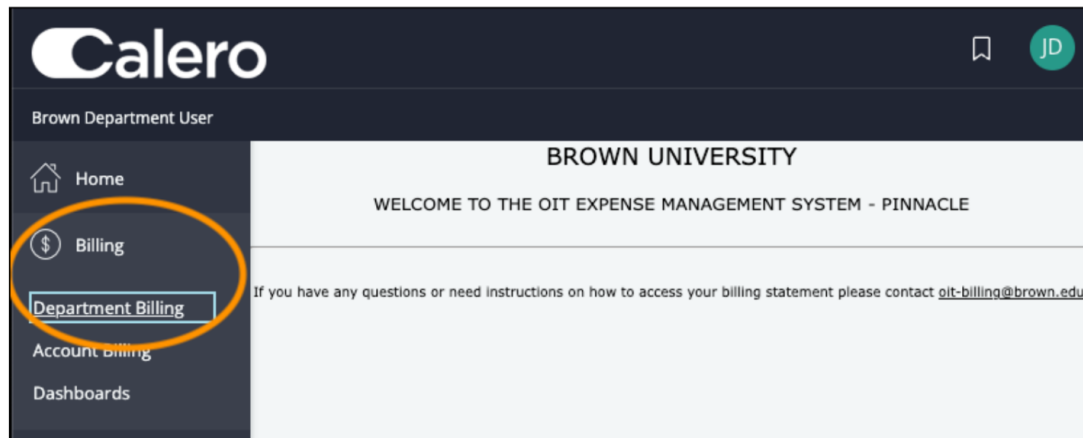 Calero
JD
Brown Department User
Home
Billing
Department Billing
Account Billing
Dashboards
BROWN UNIVERSITY
WELCOME TO THE OIT EXPENSE MANAGEMENT SYSTEM - PINNACLE
If you have any questions or need instructions on how to access your billing statement please contact oit-billing@brown.edu